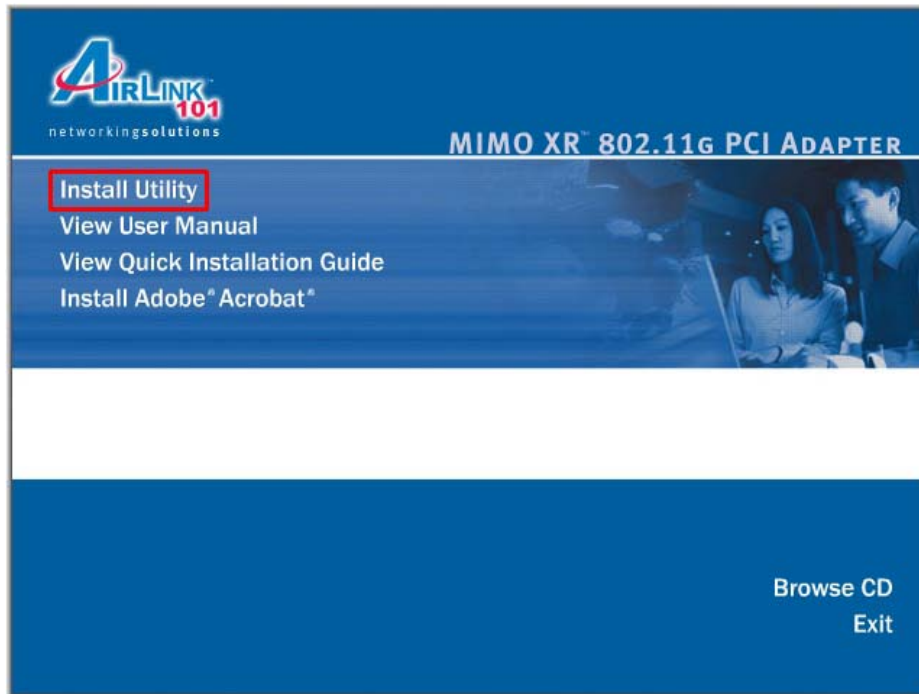 AIRLINK
101
networkingsolutions
MIMO XR™ 802.11G PCI ADAPTER
Install Utility
View User Manual
View Quick Installation Guide
Install Adobe® Acrobat®
Browse CD
Exit